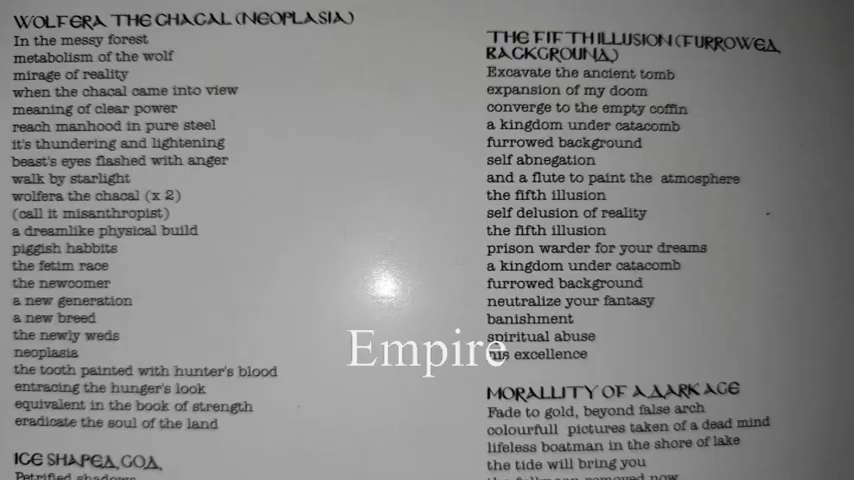 WOLFERA THE CHACAL (NEOPLASIA)
In the messy forest
metabolism of the wolf
mirage of reality
when the chacal came into view
meaning of clear power
reach manhood in pure steel
it's thundering and lightening
beast's eyes flashed with anger
walk by starlight
wolfera the chacal (x 2)
(call it misanthropist)
a dreamlike physical build
piggish habbits
the fetim race
the newcomer
a new generation
a new breed
the newly weds
neoplasia
the tooth painted with hunter's blood
entracing the hunger's look
equivalent in the book of strength
eradicate the soul of the land
ICE SHAPED GOD
Petrified shadows
THE FIFTH ILLUSION (FURROWED
BACKGROUND)
Excavate the ancient tomb
expansion of my doom
converge to the empty coffin
a kingdom under catacomb
furrowed background
self abnegation
and a flute to paint the atmosphere
the fifth illusion
self delusion of reality
the fifth illusion
prison warder for your dreams
a kingdom under catacomb
furrowed background
neutralize your fantasy
banishment
spiritual abuse
his excellence
MORALLITY OF A DARK AGE
Fade to gold, beyond false arch
colourfull pictures taken of a dead mind
lifeless boatman in the shore of lake
the tide will bring you
the fullmoon removed now
Empire